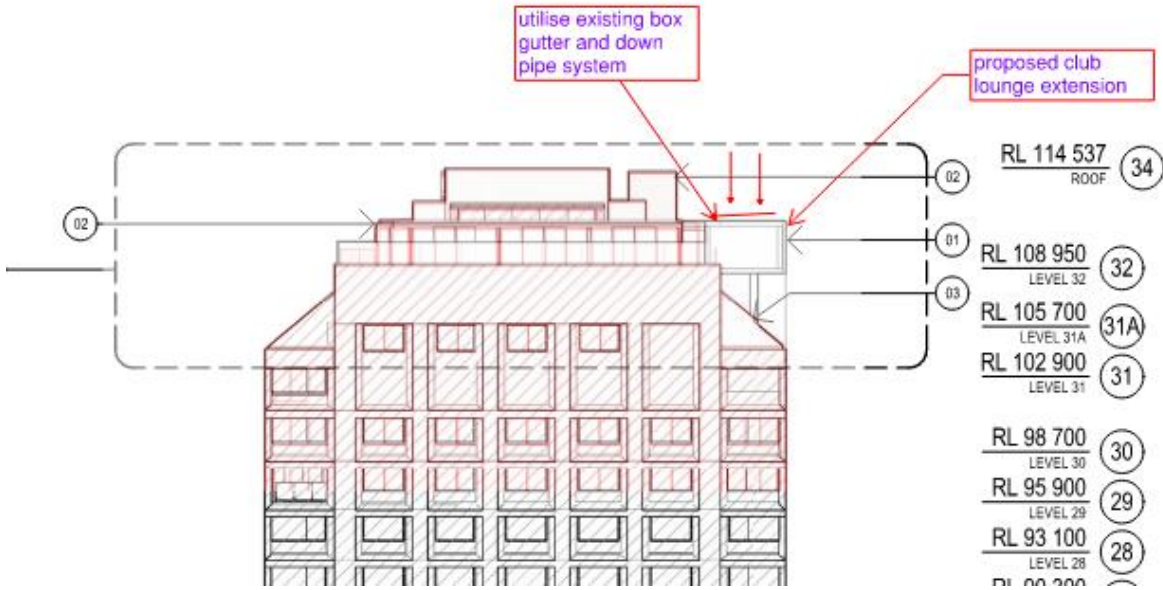 utilise existing box
gutter and down
pipe system
proposed club
lounge extension
RL 114 537
ROOF
34
02
02
01
RL 108 950
LEVEL 32
32
03
RL 105 700
LEVEL 31A
31A
RL 102 900
LEVEL 31
31
RL 98 700
LEVEL 30
30
RL 95 900
LEVEL 29
29
RL 93 100
LEVEL 28
28